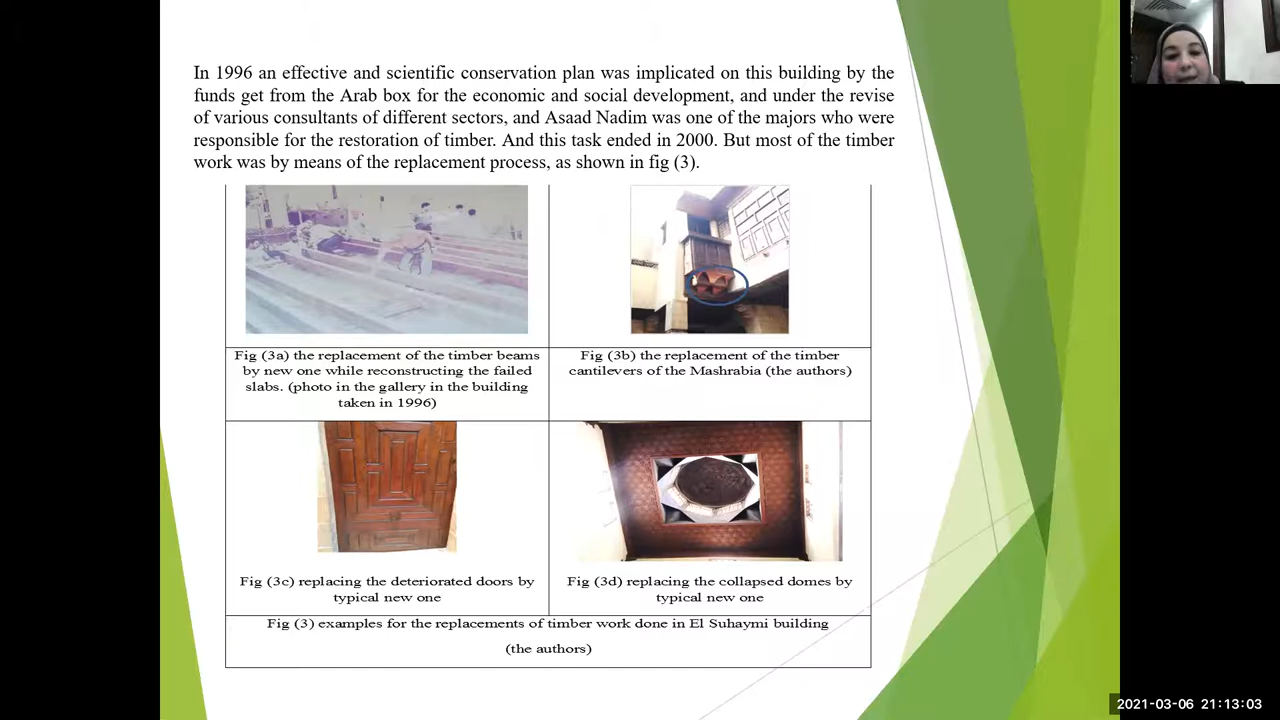 In 1996 an effective and scientific conservation plan was implicated on this building by the
funds get from the Arab box for the economic and social development, and under the revise
of various consultants of different sectors, and Asaad Nadim was one of the majors who were
responsible for the restoration of timber. And this task ended in 2000. But most of the timber
work was by means of the replacement process, as shown in fig (3).
Fig (3a) the replacement of the timber beams
by new one while reconstructing the failed
slabs. (photo in the gallery in the building
taken in 1996)
Fig (3b) the replacement of the timber
cantilevers of the Mashrabia (the authors)
Fig (3c) replacing the deteriorated doors by
typical new one
Fig (3d) replacing the collapsed domes by
typical new one
Fig (3) examples for the replacements of timber work done in El Suhaymi building
(the authors)
2021-03-06 21:13:03